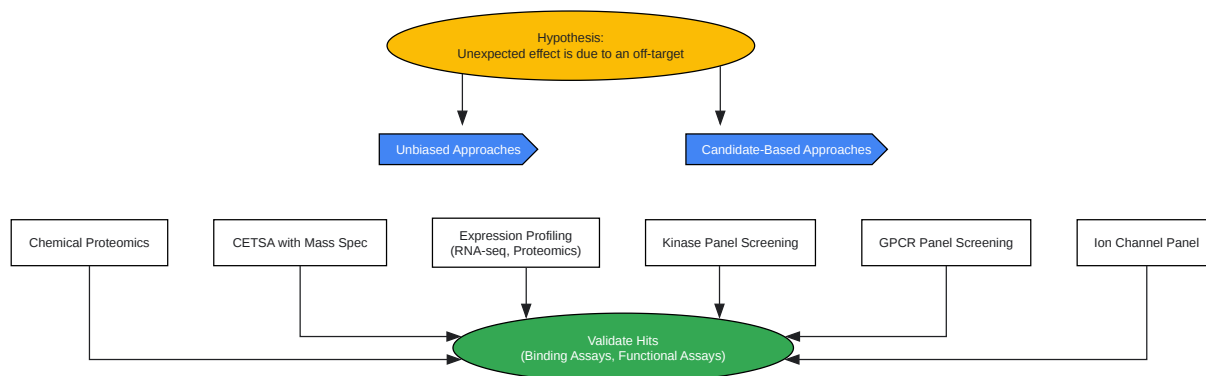 Hypothesis:
Unexpected effect is due to an off-target
Unbiased Approaches
Candidate-Based Approaches
Chemical Proteomics
CETSA with Mass Spec
Expression Profiling
(RNA-seq, Proteomics)
Kinase Panel Screening
GPCR Panel Screening
Ion Channel Panel
Validate Hits
(Binding Assays, Functional Assays)